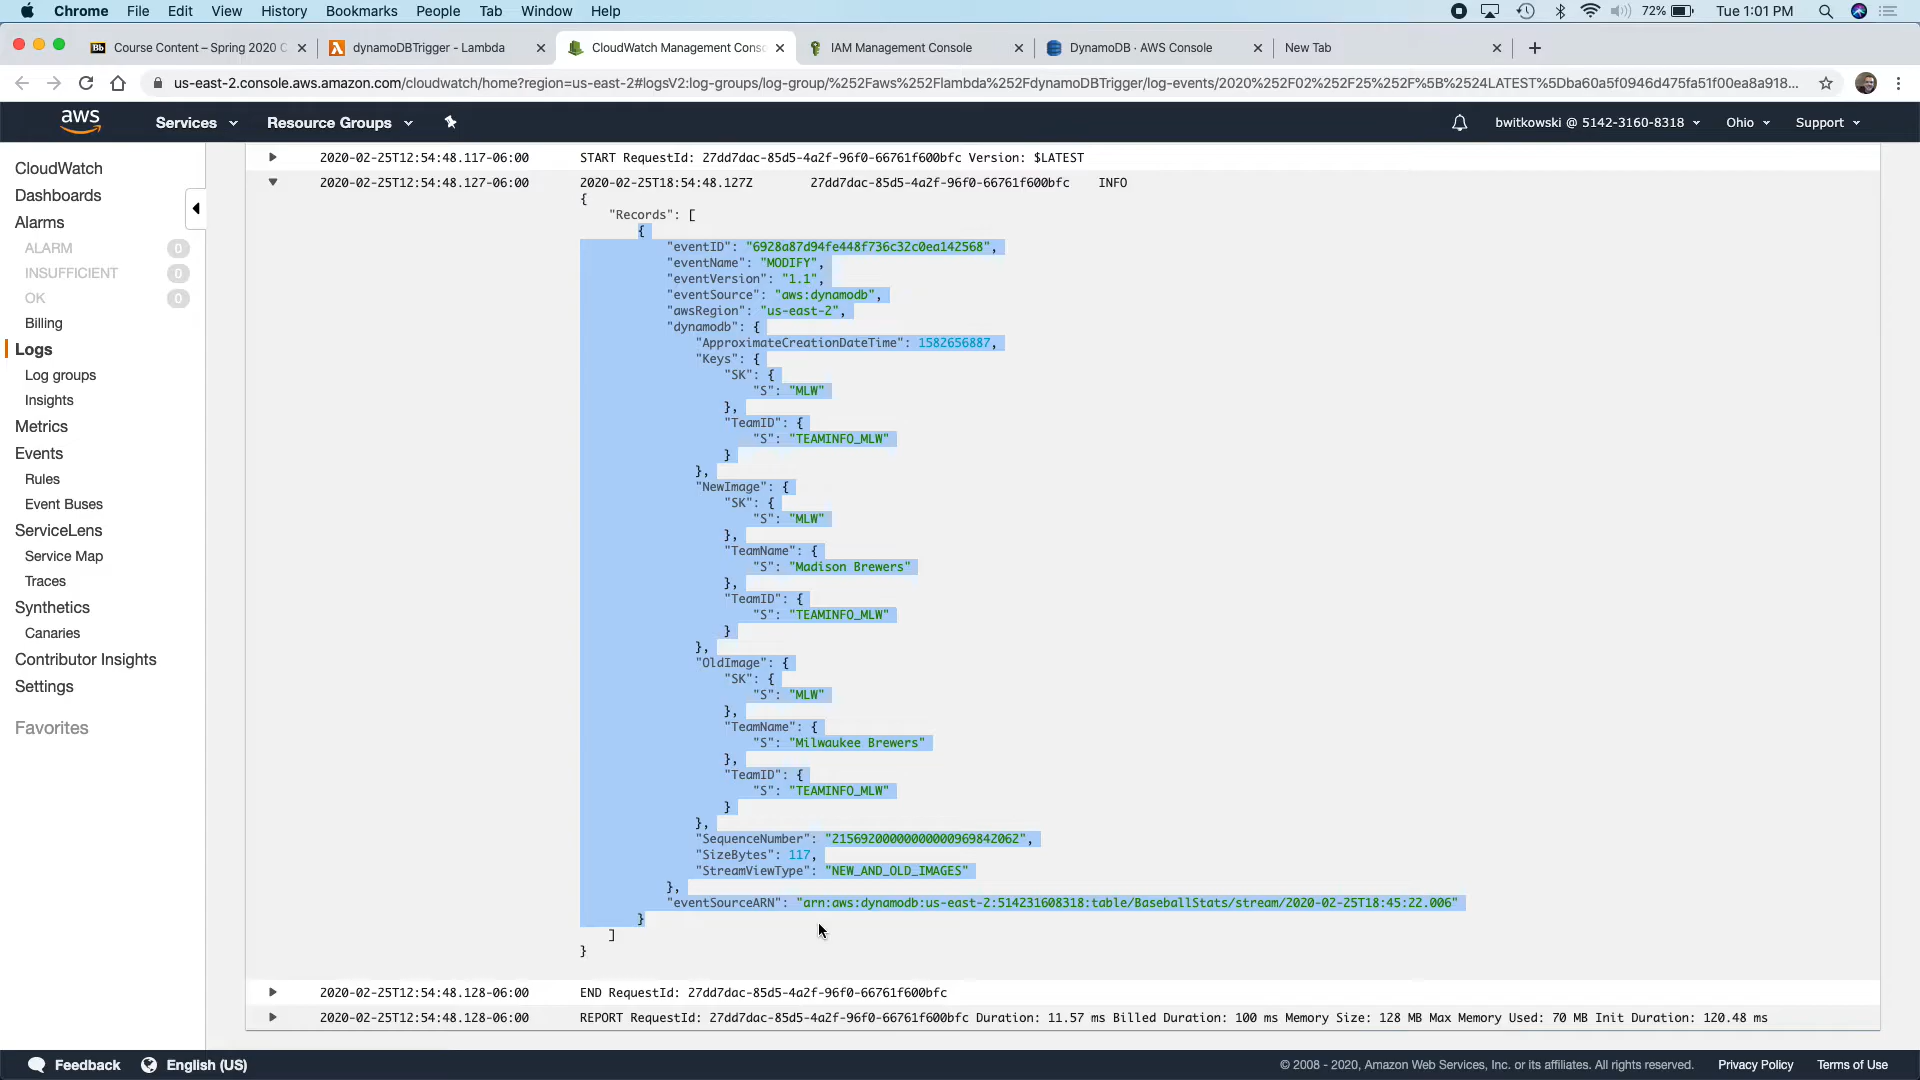 Chrome File Edit View History Bookmarks People Tab Window Help 72% Tue 1:01 PM
Bb Course Content – Spring 2020 C dynamoDBTrigger - Lambda CloudWatch Management Conso IAM Management Console DynamoDB · AWS Console New Tab
us-east-2.console.aws.amazon.com/cloudwatch/home?region=us-east-2#logsV2:log-groups/log-group/%252Faws%252Flambda%252FdynamoDBTrigger/log-events/2020%252F02%252F25%252F%5B%2524LATEST%5Dba60a5f0946d475fa51f00ea8a918...
aws Services Resource Groups bwitkowski @ 5142-3160-8318 Ohio Support
CloudWatch
Dashboards
Alarms
ALARM 0
INSUFFICIENT 0
OK 0
Billing
Logs
Log groups
Insights
Metrics
Events
Rules
Event Buses
ServiceLens
Service Map
Traces
Synthetics
Canaries
Contributor Insights
Settings
Favorites
2020-02-25T12:54:48.117-06:00 START RequestId: 27dd7dac-85d5-4a2f-96f0-66761f600bfc Version: $LATEST
2020-02-25T12:54:48.127-06:00 2020-02-25T18:54:48.127Z 27dd7dac-85d5-4a2f-96f0-66761f600bfc INFO
{
"Records": [
{
"eventID": "6928a87d94fe448f736c32c0ea142568",
"eventName": "MODIFY",
"eventVersion": "1.1",
"eventSource": "aws:dynamodb",
"awsRegion": "us-east-2",
"dynamodb": {
"ApproximateCreationDateTime": 1582656887,
"Keys": {
"SK": {
"S": "MLW"
},
"TeamID": {
"S": "TEAMINFO_MLW"
}
},
"NewImage": {
"SK": {
"S": "MLW"
},
"TeamName": {
"S": "Madison Brewers"
},
"TeamID": {
"S": "TEAMINFO_MLW"
}
},
"OldImage": {
"SK": {
"S": "MLW"
},
"TeamName": {
"S": "Milwaukee Brewers"
},
"TeamID": {
"S": "TEAMINFO_MLW"
}
},
"SequenceNumber": "21569200000000000969842062",
"SizeBytes": 117,
"StreamViewType": "NEW_AND_OLD_IMAGES"
},
"eventSourceARN": "arn:aws:dynamodb:us-east-2:514231608318:table/BaseballStats/stream/2020-02-25T18:45:22.006"
}
]
}
2020-02-25T12:54:48.128-06:00 END RequestId: 27dd7dac-85d5-4a2f-96f0-66761f600bfc
2020-02-25T12:54:48.128-06:00 REPORT RequestId: 27dd7dac-85d5-4a2f-96f0-66761f600bfc Duration: 11.57 ms Billed Duration: 100 ms Memory Size: 128 MB Max Memory Used: 70 MB Init Duration: 120.48 ms
Feedback English (US) © 2008 - 2020, Amazon Web Services, Inc. or its affiliates. All rights reserved. Privacy Policy Terms of Use